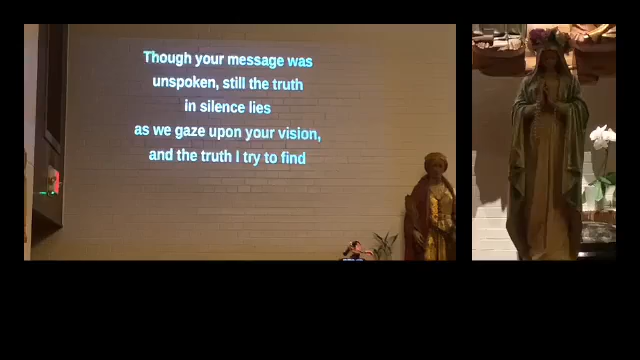 Though your message was
unspoken, still the truth
in silence lies
as we gaze upon your vision,
and the truth I try to find